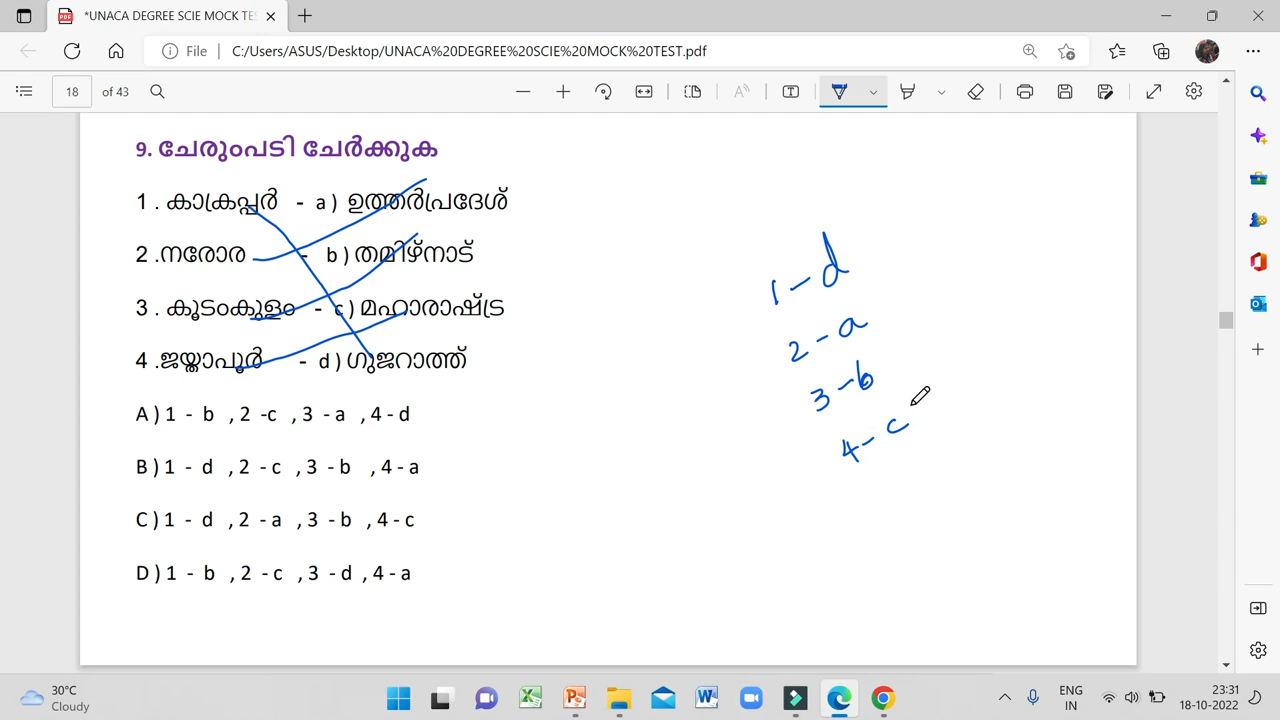 *UNACA DEGREE SCIE MOCK TES
File C:/Users/ASUS/Desktop/UNACA%20DEGREE%20SCIE%20MOCK%20TEST.pdf
18 of 43
9. ചേരുംപടി ചേർക്കുക
1 . കാക്രപ്പർ - a ) ഉത്തർപ്രദേശ്
2 .നരോര - b ) തമിഴ്നാട്
3 . കൂടംകുളം - c ) മഹാരാഷ്ട്ര
4 .ജയ്താപൂർ - d ) ഗുജറാത്ത്
A ) 1 - b , 2 -c , 3 - a , 4 - d
B ) 1 - d , 2 - c , 3 - b , 4 - a
C ) 1 - d , 2 - a , 3 - b , 4 - c
D ) 1 - b , 2 - c , 3 - d , 4 - a
1 - d
2 - a
3 - b
4 - c
30°C
Cloudy
ENG
IN
23:31
18-10-2022